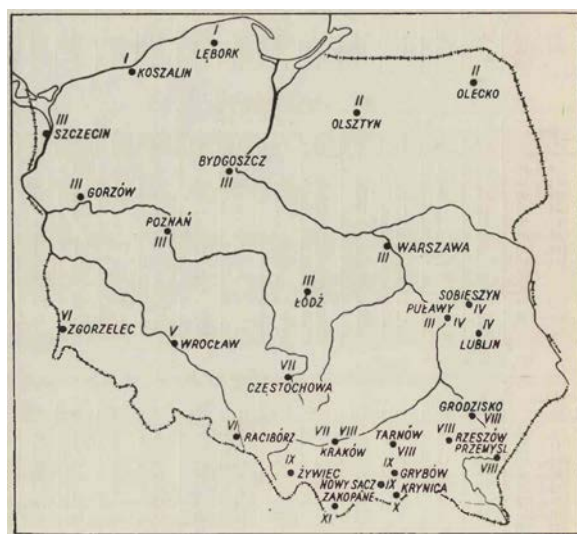 I
LĘBORK
I
KOSZALIN
II
OLECKO
II
OLSZTYN
III
SZCZECIN
BYDGOSZCZ
III
III
GORZÓW
POZNAŃ
III
WARSZAWA
III
III
ŁÓDŹ
SOBIESZYN
IV
PUŁAWY
III IV
IV
LUBLIN
VI
ZGORZELEC
V
WROCŁAW
VII
CZĘSTOCHOWA
GRODZISKO
VIII
VI
RACIBÓRZ
VII VIII
KRAKÓW
TARNÓW
VIII
VIII
RZESZÓW
PRZEMYŚL
VIII
IX
ŻYWIEC
IX
GRYBÓW
NOWY SĄCZ
IX
KRYNICA
X
ZAKOPANE
XI